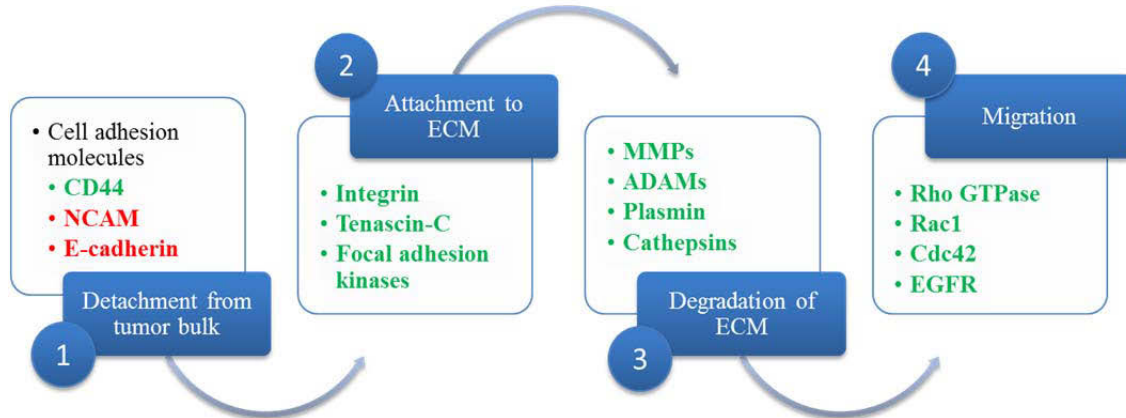 • Cell adhesion
molecules
• CD44
• NCAM
• E-cadherin
1
Detachment from
tumor bulk
2
Attachment to
ECM
• Integrin
• Tenascin-C
• Focal adhesion
kinases
• MMPs
• ADAMs
• Plasmin
• Cathepsins
3
Degradation of
ECM
4
Migration
• Rho GTPase
• Rac1
• Cdc42
• EGFR